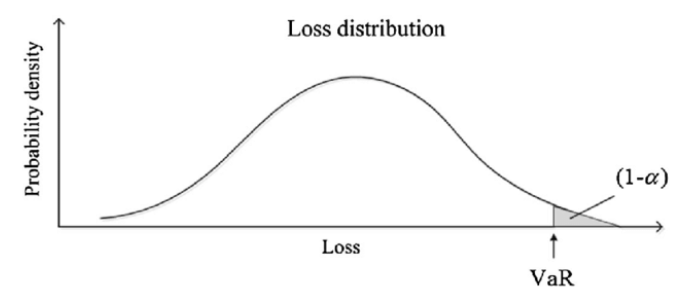 Loss distribution
Probability density
(1-α)
Loss
VaR